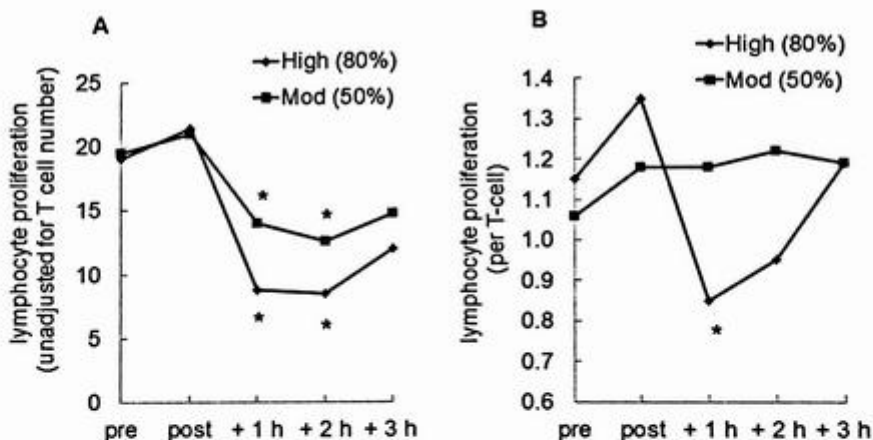 A
High (80%)
Mod (50%)
lymphocyte proliferation
(unadjusted for T cell number)
25
20
15
10
5
0
*
*
*
*
pre post + 1 h + 2 h + 3 h
B
High (80%)
Mod (50%)
lymphocyte proliferation
(per T-cell)
1.4
1.3
1.2
1.1
1.0
0.9
0.8
0.7
0.6
*
pre post + 1 h + 2 h + 3 h